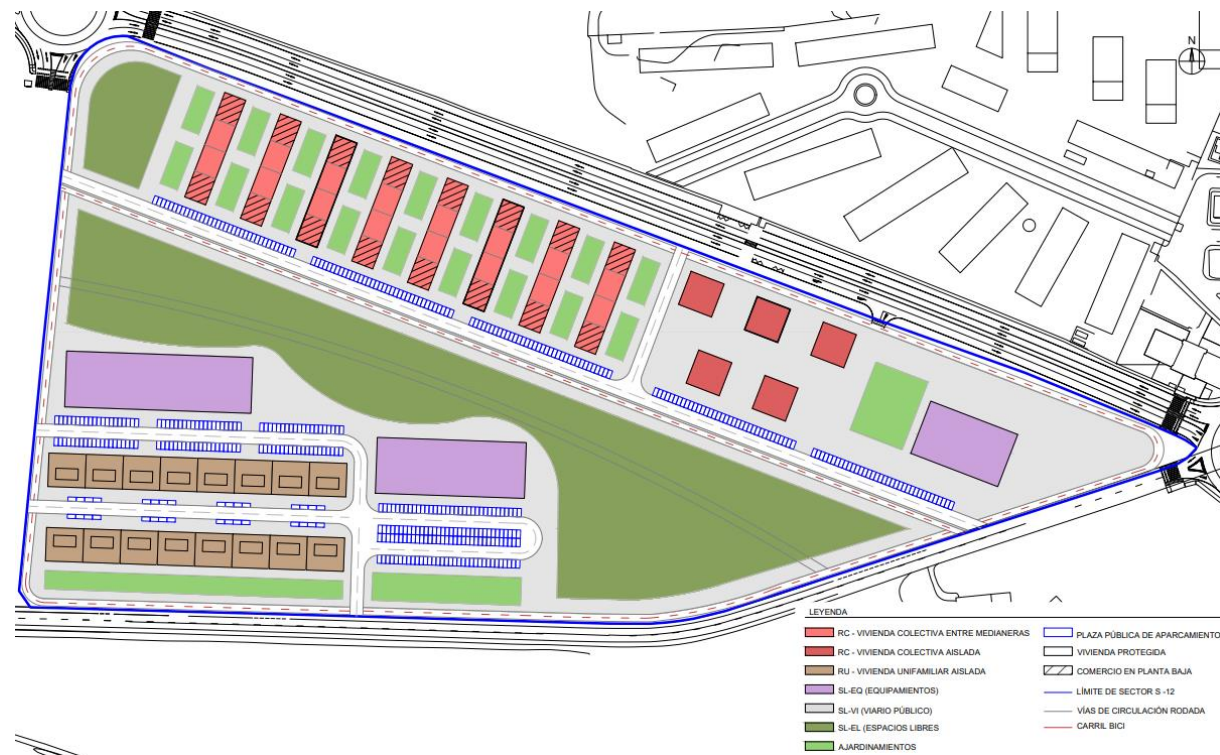 N
LEYENDA
RC - VIVIENDA COLECTIVA ENTRE MEDIANERAS
RC - VIVIENDA COLECTIVA AISLADA
RU - VIVIENDA UNIFAMILIAR AISLADA
SL-EQ (EQUIPAMIENTOS)
SL-VI (VIARIO PÚBLICO)
SL-EL (ESPACIOS LIBRES
AJARDINAMIENTOS
PLAZA PÚBLICA DE APARCAMIENTO
VIVIENDA PROTEGIDA
COMERCIO EN PLANTA BAJA
LÍMITE DE SECTOR S -12
VÍAS DE CIRCULACIÓN RODADA
CARRIL BICI